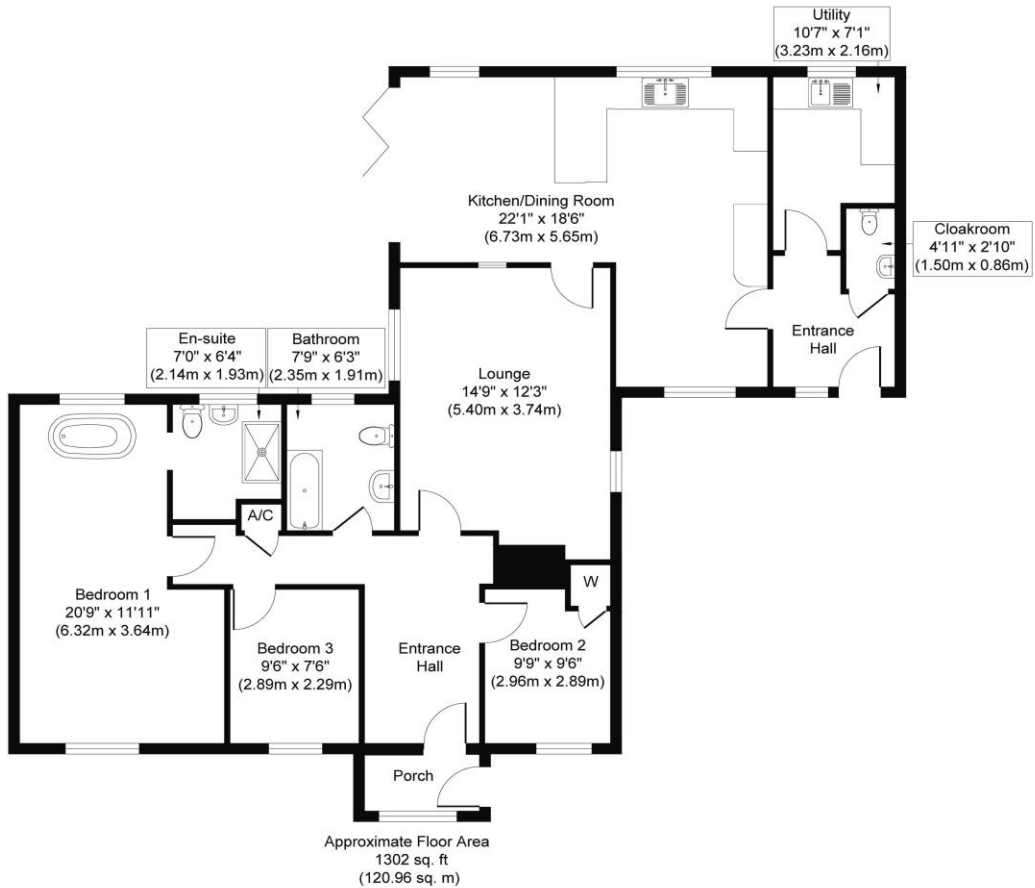 Utility
10'7" x 7'1"
(3.23m x 2.16m)
Kitchen/Dining Room
22'1" x 18'6"
(6.73m x 5.65m)
Cloakroom
4'11" x 2'10"
(1.50m x 0.86m)
Entrance
Hall
En-suite
7'0" x 6'4"
(2.14m x 1.93m)
Bathroom
7'9" x 6'3"
(2.35m x 1.91m)
Lounge
14'9" x 12'3"
(5.40m x 3.74m)
A/C
W
Bedroom 1
20'9" x 11'11"
(6.32m x 3.64m)
Bedroom 3
9'6" x 7'6"
(2.89m x 2.29m)
Entrance
Hall
Bedroom 2
9'9" x 9'6"
(2.96m x 2.89m)
Porch
Approximate Floor Area
1302 sq. ft
(120.96 sq. m)